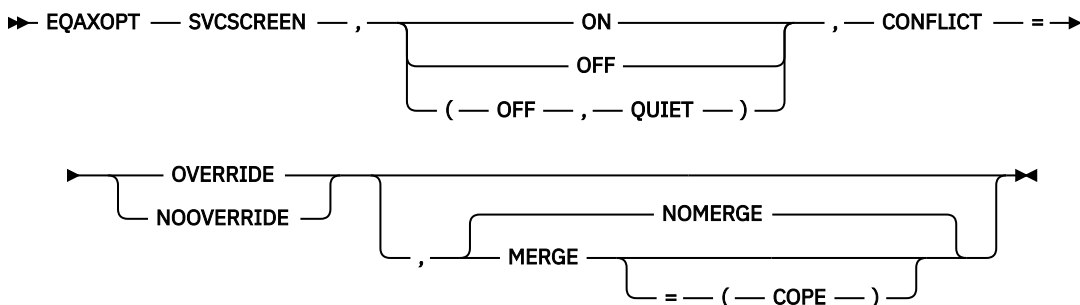 EQAXOPT SVCSCREEN , ON , CONFLICT =
OFF
( OFF , QUIET )
OVERRIDE
NOOVERRIDE
NOMERGE
, MERGE
= ( COPE )